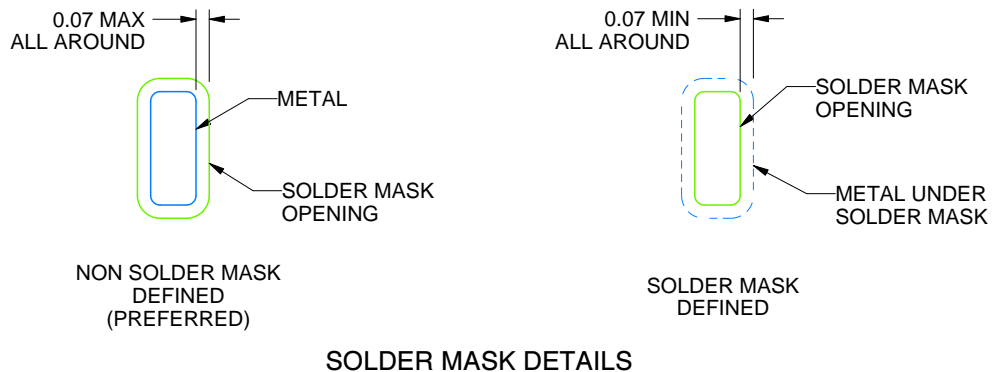 0.07 MAX
ALL AROUND
METAL
SOLDER MASK
OPENING
NON SOLDER MASK
DEFINED
(PREFERRED)
0.07 MIN
ALL AROUND
SOLDER MASK
OPENING
METAL UNDER
SOLDER MASK
SOLDER MASK
DEFINED
SOLDER MASK DETAILS